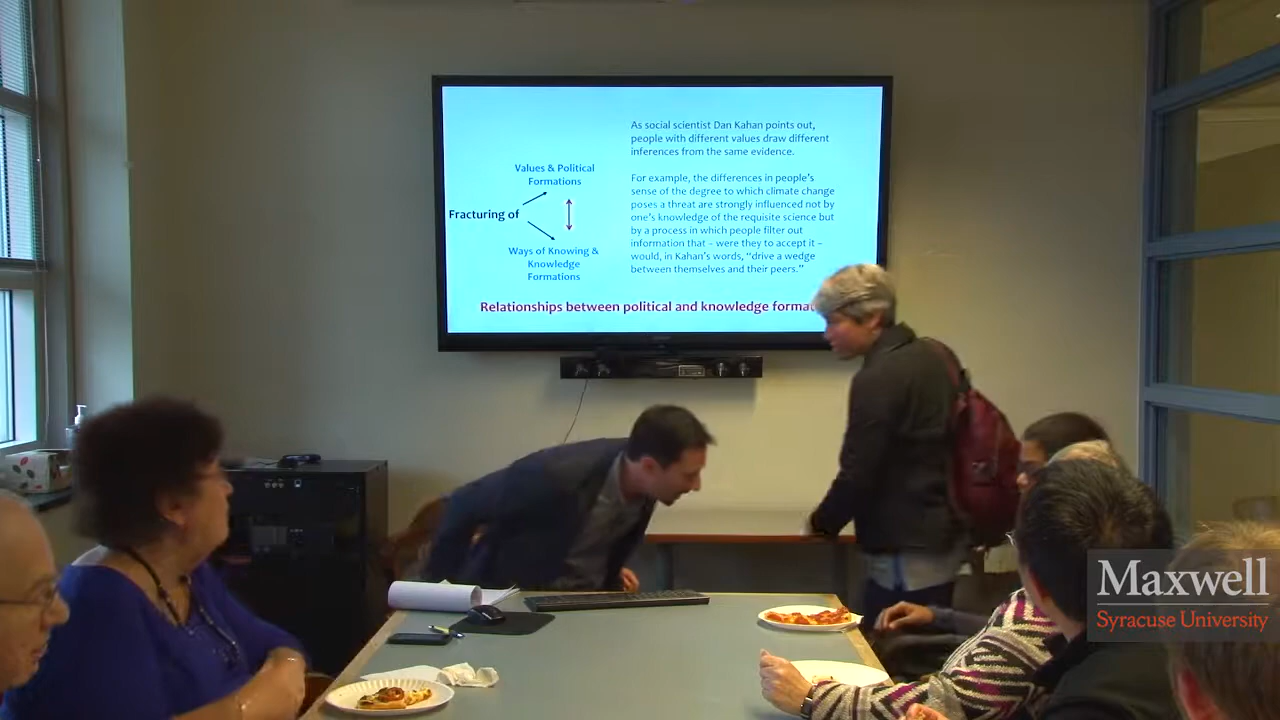 As social scientist Dan Kahan points out,
people with different values draw different
inferences from the same evidence.
Values & Political
Formations
For example, the differences in people's
sense of the degree to which climate change
poses a threat are strongly influenced not by
one's knowledge of the requisite science but
by a process in which people filter out
information that – were they to accept it –
would, in Kahan's words, "drive a wedge
between themselves and their peers."
Fracturing of
Ways of Knowing &
Knowledge
Formations
Relationships between political and knowledge
Maxwell
Syracuse University